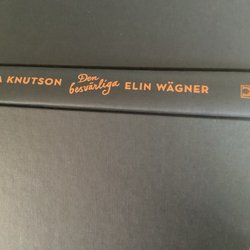 A KNUTSON Den besvärliga ELIN WÄGNER